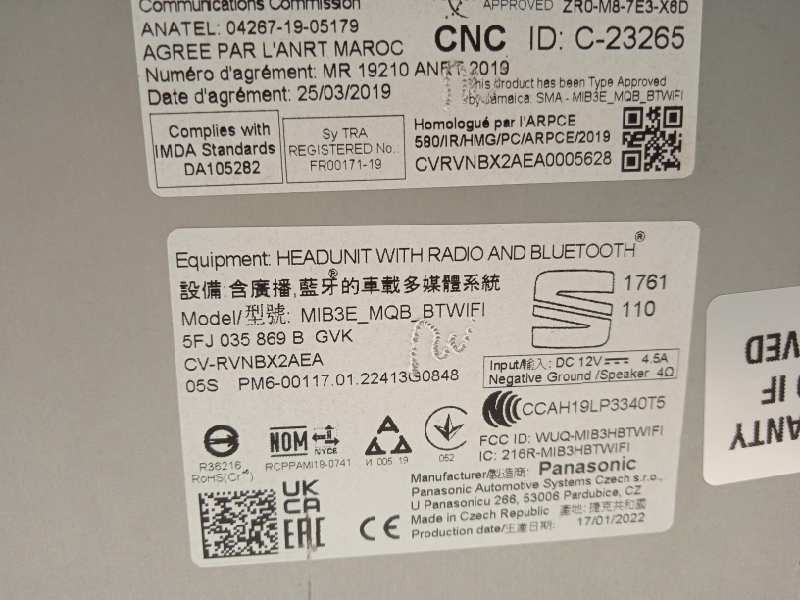 Communications Commission
APPROVED ZR0-M8-7E3-X6D
ANATEL: 04267-19-05179
AGREE PAR L'ANRT MAROC
CNC ID: C-23265
Numéro d'agrément: MR 19210 ANRT 2019
Date d'agrément: 25/03/2019
This product has been Type Approved
by Jamaica: SMA - MIB3E_MQB_BTWIFI
Complies with
IMDA Standards
DA105282
Sy TRA
REGISTERED No.:
FR00171-19
Homologué par l'ARPCE
580/IR/HMG/PC/ARPCE/2019
CVRVNBX2AEA0005628
Equipment: HEADUNIT WITH RADIO AND BLUETOOTH®
設備:含廣播,藍牙®的車載多媒體系統
Model/型號: MIB3E_MQB_BTWIFI
5FJ 035 869 B GVK
CV-RVNBX2AEA
05S PM6-00117.01.22413G0848
1761
110
Input/輸入: DC 12V 4.5A
Negative Ground /Speaker 4Ω
CCAH19LP3340T5
FCC ID: WUQ-MIB3HBTWIFI
IC: 216R-MIB3HBTWIFI
R36216
RoHS(Cr⁺⁶)
NOM NYCE
RCPPAMI19-0741
И 005 19
052
UK
CA
EAC
CE
Manufacturer/製造商: Panasonic
Panasonic Automotive Systems Czech s.r.o.,
U Panasonicu 266, 53006 Pardubice, CZ
Made in Czech Republic 產地: 捷克共和國
Production date/生產日期: 17/01/2022
VED
IF
ANTY